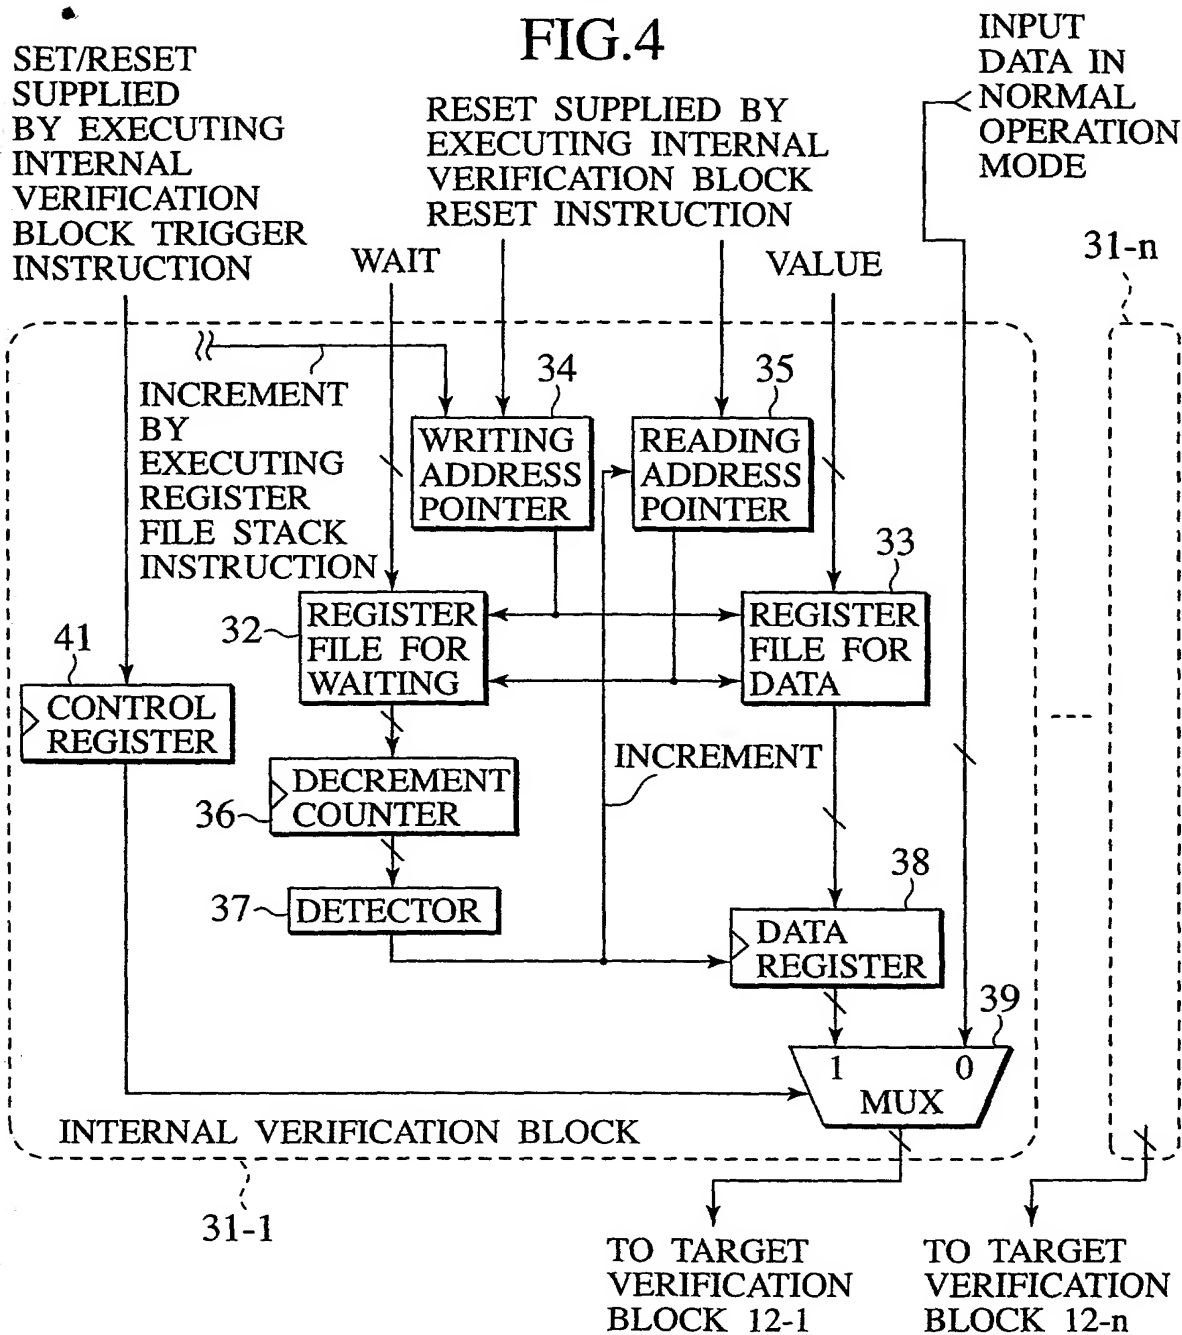 FIG.4
SET/RESET
SUPPLIED
BY EXECUTING
INTERNAL
VERIFICATION
BLOCK TRIGGER
INSTRUCTION
RESET SUPPLIED BY
EXECUTING INTERNAL
VERIFICATION BLOCK
RESET INSTRUCTION
INPUT
DATA IN
NORMAL
OPERATION
MODE
WAIT
VALUE
31-n
INCREMENT
BY
EXECUTING
REGISTER
FILE STACK
INSTRUCTION
34
WRITING
ADDRESS
POINTER
35
READING
ADDRESS
POINTER
32
REGISTER
FILE FOR
WAITING
33
REGISTER
FILE FOR
DATA
41
CONTROL
REGISTER
36
DECREMENT
COUNTER
INCREMENT
37
DETECTOR
38
DATA
REGISTER
39
1 0
MUX
INTERNAL VERIFICATION BLOCK
31-1
TO TARGET
VERIFICATION
BLOCK 12-1
TO TARGET
VERIFICATION
BLOCK 12-n